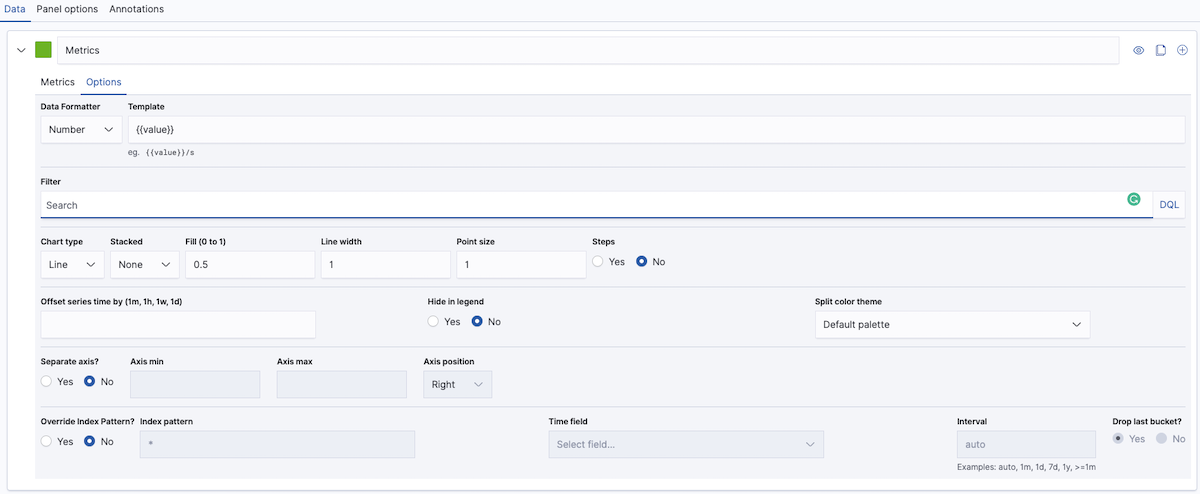 Data Panel options Annotations
Metrics
Metrics Options
Data Formatter Template
Number {{value}}
eg. {{value}}/s
Filter
Search DQL
Chart type Stacked Fill (0 to 1) Line width Point size Steps
Line None 0.5 1 1 Yes No
Offset series time by (1m, 1h, 1w, 1d) Hide in legend Split color theme
Yes No Default palette
Separate axis? Axis min Axis max Axis position
Yes No Right
Override Index Pattern? Index pattern Time field Interval Drop last bucket?
Yes No * Select field... auto Yes No
Examples: auto, 1m, 1d, 7d, 1y, >=1m